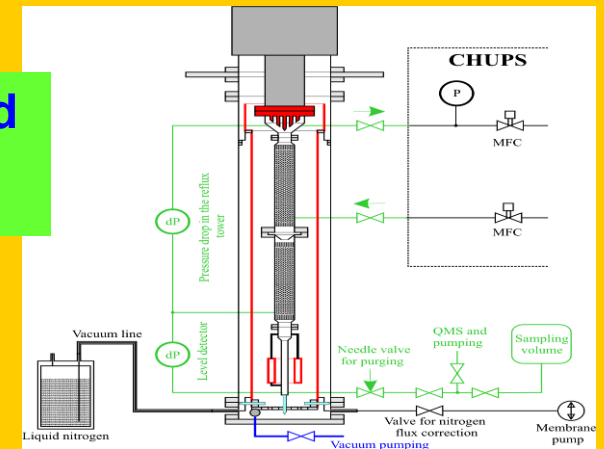 d
CHUPS
P
MFC
MFC
dP
Pressure drop in the reflux
tower
dP
Level detector
Vacuum line
Liquid nitrogen
Needle valve
for purging
QMS and
pumping
Sampling
volume
Valve for nitrogen
flux correction
Membrane
pump
Vacuum pumping